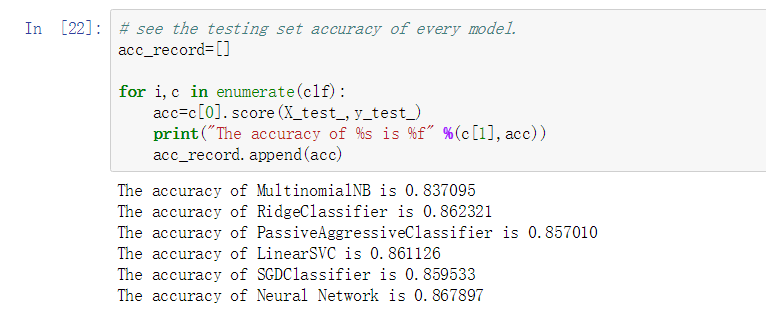 In [22]: # see the testing set accuracy of every model.
acc_record=[]
for i,c in enumerate(clf):
    acc=c[0].score(X_test_,y_test_)
    print("The accuracy of %s is %f" %(c[1],acc))
    acc_record.append(acc)
The accuracy of MultinomialNB is 0.837095
The accuracy of RidgeClassifier is 0.862321
The accuracy of PassiveAggressiveClassifier is 0.857010
The accuracy of LinearSVC is 0.861126
The accuracy of SGDClassifier is 0.859533
The accuracy of Neural Network is 0.867897